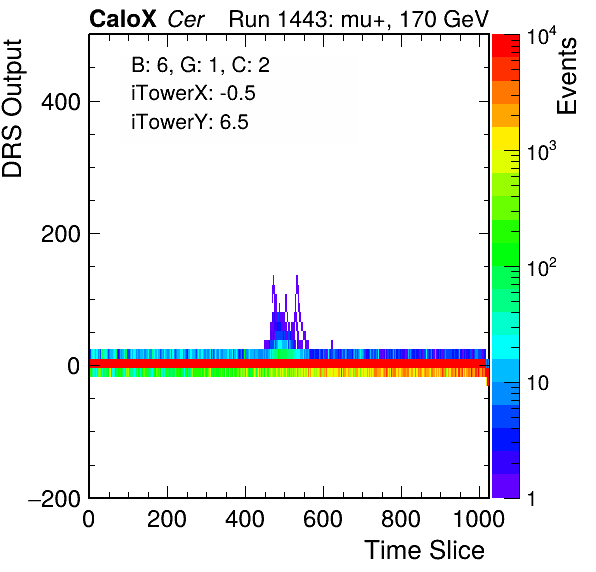 CaloX Cer Run 1443: mu+, 170 GeV
B: 6, G: 1, C: 2
iTowerX: -0.5
iTowerY: 6.5
DRS Output
400
200
0
−200
0 200 400 600 800 1000
Time Slice
Events
10^4
10^3
10^2
10
1